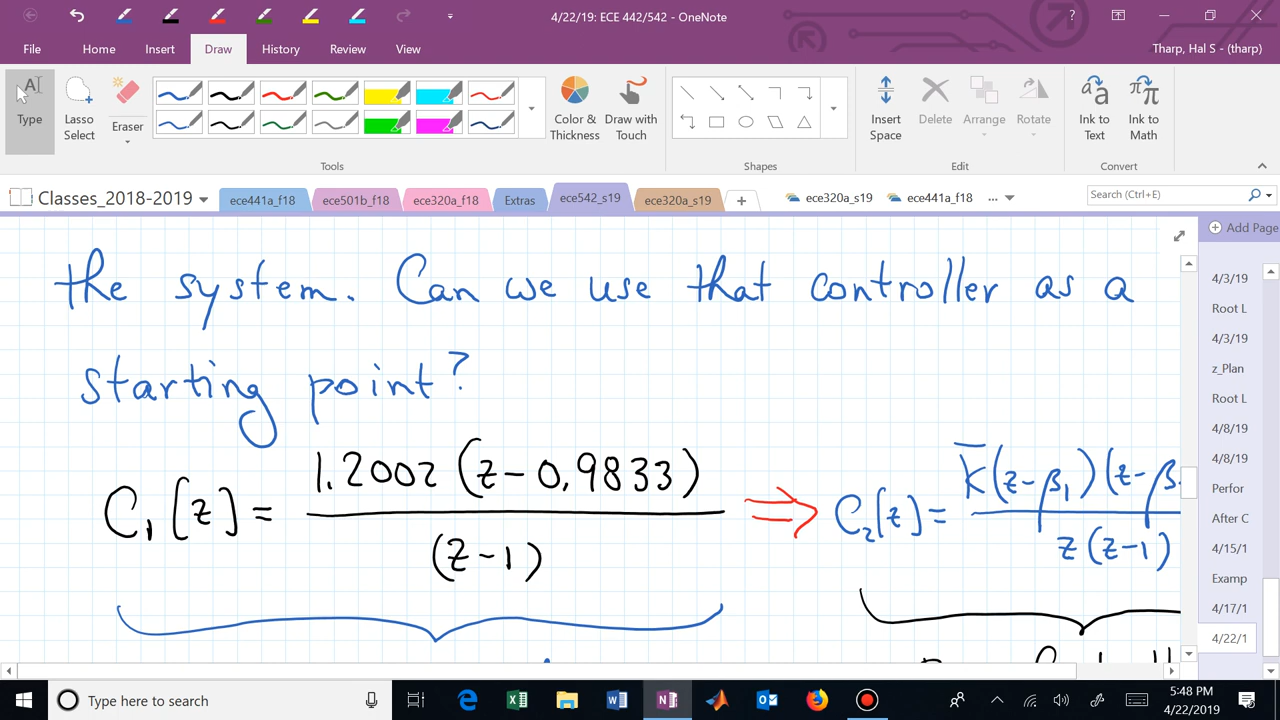 4/22/19: ECE 442/542 - OneNote
?
File
Home
Insert
Draw
History
Review
View
Tharp, Hal S - (tharp)
Type
Lasso Select
Eraser
Color & Thickness
Draw with Touch
Insert Space
Delete
Arrange
Rotate
Ink to Text
Ink to Math
Tools
Shapes
Edit
Convert
Classes_2018-2019
ece441a_f18
ece501b_f18
ece320a_f18
Extras
ece542_s19
ece320a_s19
+
ece320a_s19
ece441a_f18
...
Search (Ctrl+E)
Add Page
4/3/19
Root L
4/3/19
z_Plan
Root L
4/8/19
4/8/19
Perfor
After C
4/15/1
Examp
4/17/1
4/22/1
the system. Can we use that controller as a
starting point?
C₁[z] = 1.2002 (z - 0.9833) / (z - 1) ⇒ C₂[z] = K̅(z - β₁)(z - β / z(z - 1)
Type here to search
5:48 PM
4/22/2019